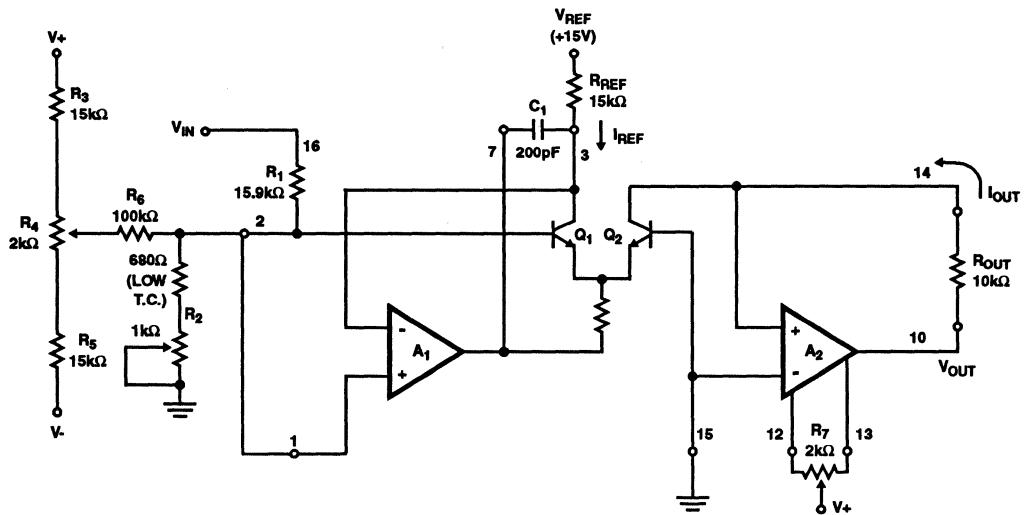 V+
R3
15kΩ
VIN
16
R1
15.9kΩ
R6
100kΩ
R4
2kΩ
2
680Ω
(LOW
T.C.)
R2
1kΩ
R5
15kΩ
V-
1
VREF
(+15V)
RREF
15kΩ
C1
200pF
7
3
IREF
Q1
Q2
-
A1
+
14
IOUT
ROUT
10kΩ
+
A2
-
10
VOUT
15
12
R7
2kΩ
13
V+